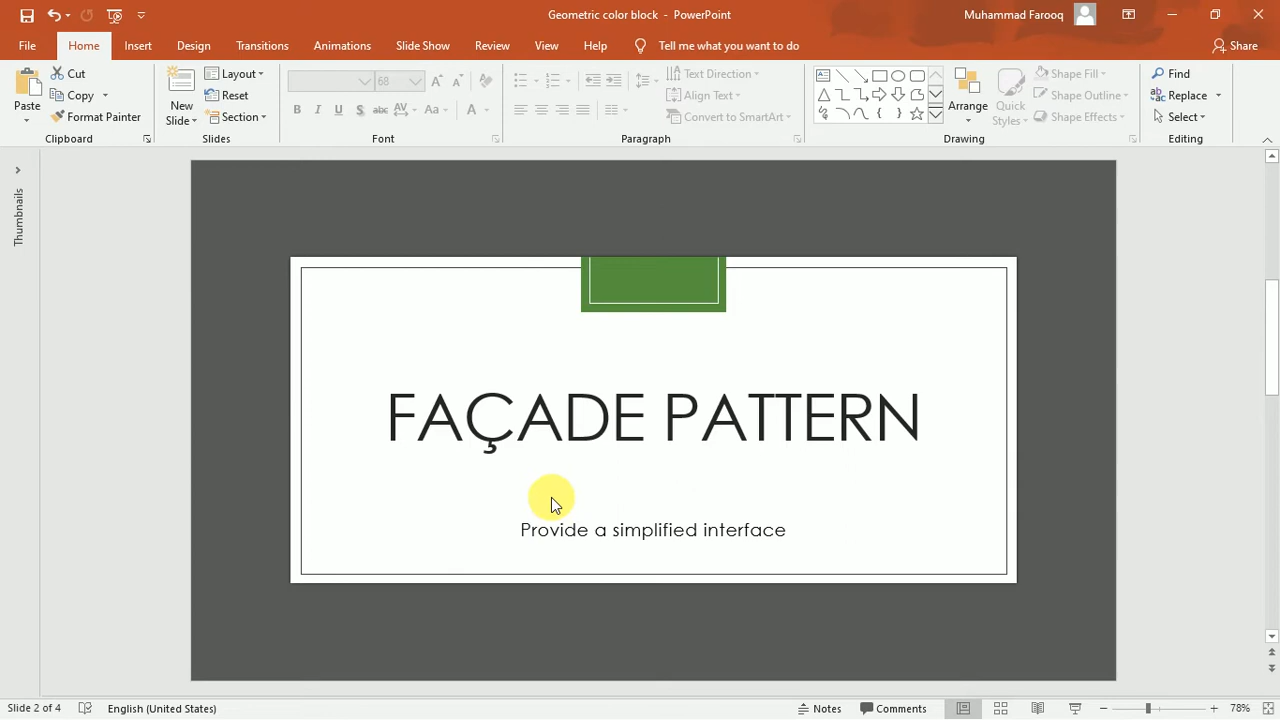 Geometric color block - PowerPoint
Muhammad Farooq
File Home Insert Design Transitions Animations Slide Show Review View Help Tell me what you want to do Share
Paste
Cut
Copy
Format Painter
Clipboard
New Slide
Layout
Reset
Section
Slides
68
B I U S abc AV Aa A
Font
Text Direction
Align Text
Convert to SmartArt
Paragraph
Arrange
Quick Styles
Shape Fill
Shape Outline
Shape Effects
Drawing
Find
Replace
Select
Editing
Thumbnails
FAÇADE PATTERN
Provide a simplified interface
Slide 2 of 4 English (United States) Notes Comments 78%